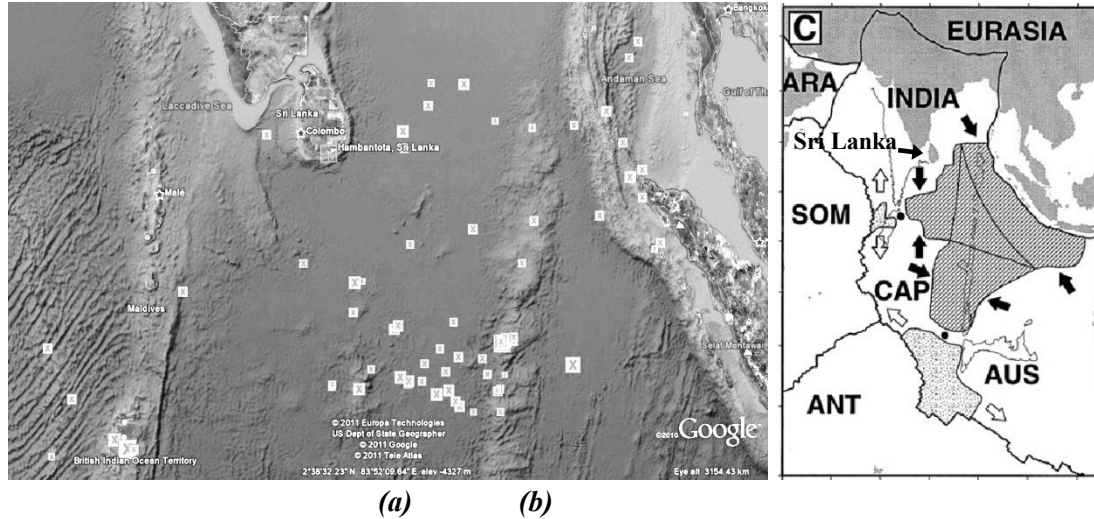 Bangkok
Andaman Sea
Gulf of Tha
Laccadive Sea
Sri Lanka
Colombo
Hambantota, Sri Lanka
Malé
Maldives
Selat Mentawai
© 2011 Europa Technologies
US Dept of State Geographer
© 2011 Google
© 2011 Tele Atlas
©2010 Google
British Indian Ocean Territory
2°38'32.23" N 83°52'09.64" E elev -4327 m
Eye alt 3154.43 km
(a)
(b)
C
EURASIA
ARA
INDIA
Sri Lanka
SOM
CAP
AUS
ANT